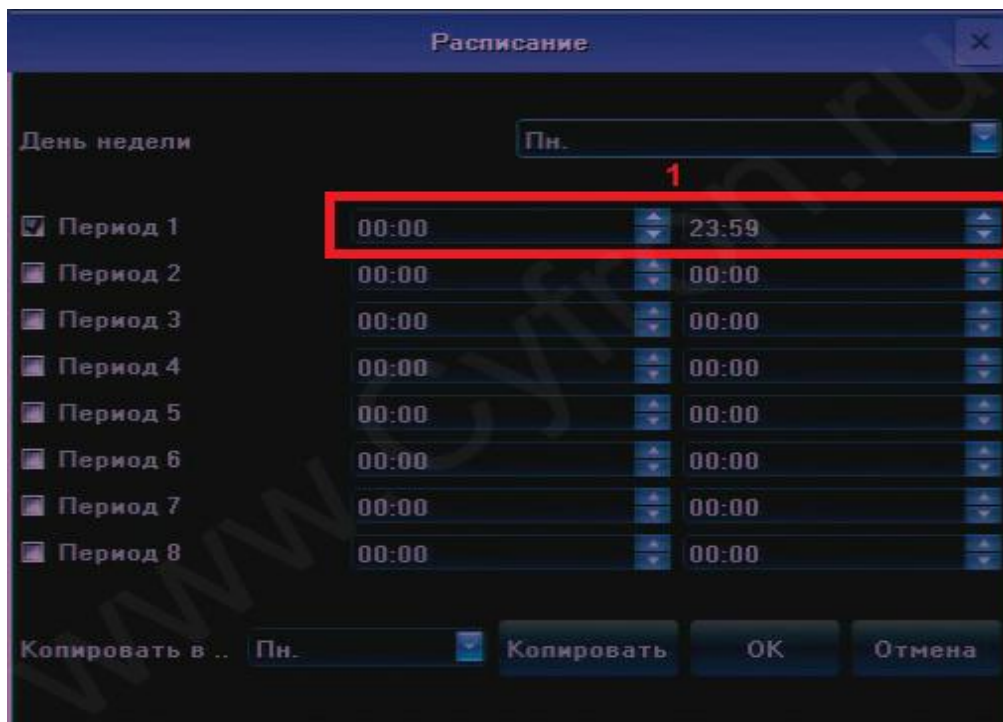 Расписание
День недели Пн.
1
Период 1 00:00 23:59
Период 2 00:00 00:00
Период 3 00:00 00:00
Период 4 00:00 00:00
Период 5 00:00 00:00
Период 6 00:00 00:00
Период 7 00:00 00:00
Период 8 00:00 00:00
Копировать в .. Пн. Копировать OK Отмена
www.Cyfron.ru